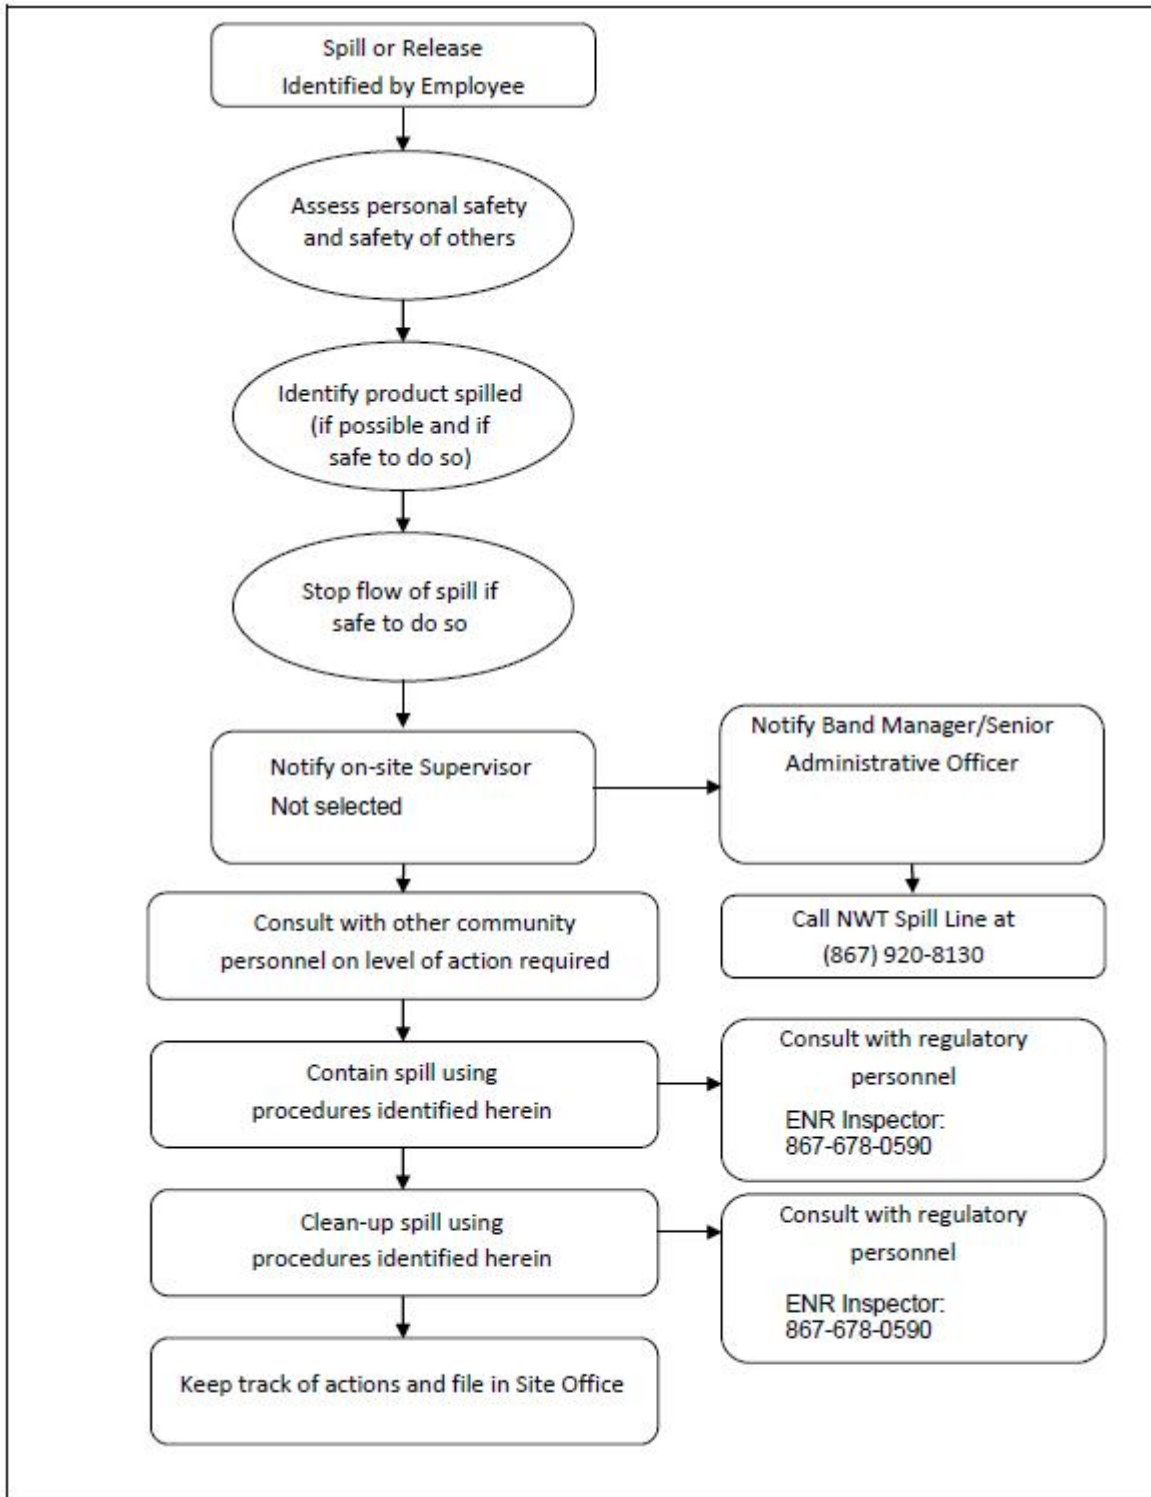 Spill or Release
Identified by Employee
Assess personal safety
and safety of others
Identify product spilled
(if possible and if
safe to do so)
Stop flow of spill if
safe to do so
Notify on-site Supervisor
Not selected
Notify Band Manager/Senior
Administrative Officer
Call NWT Spill Line at
(867) 920-8130
Consult with other community
personnel on level of action required
Contain spill using
procedures identified herein
Consult with regulatory
personnel
ENR Inspector:
867-678-0590
Clean-up spill using
procedures identified herein
Consult with regulatory
personnel
ENR Inspector:
867-678-0590
Keep track of actions and file in Site Office